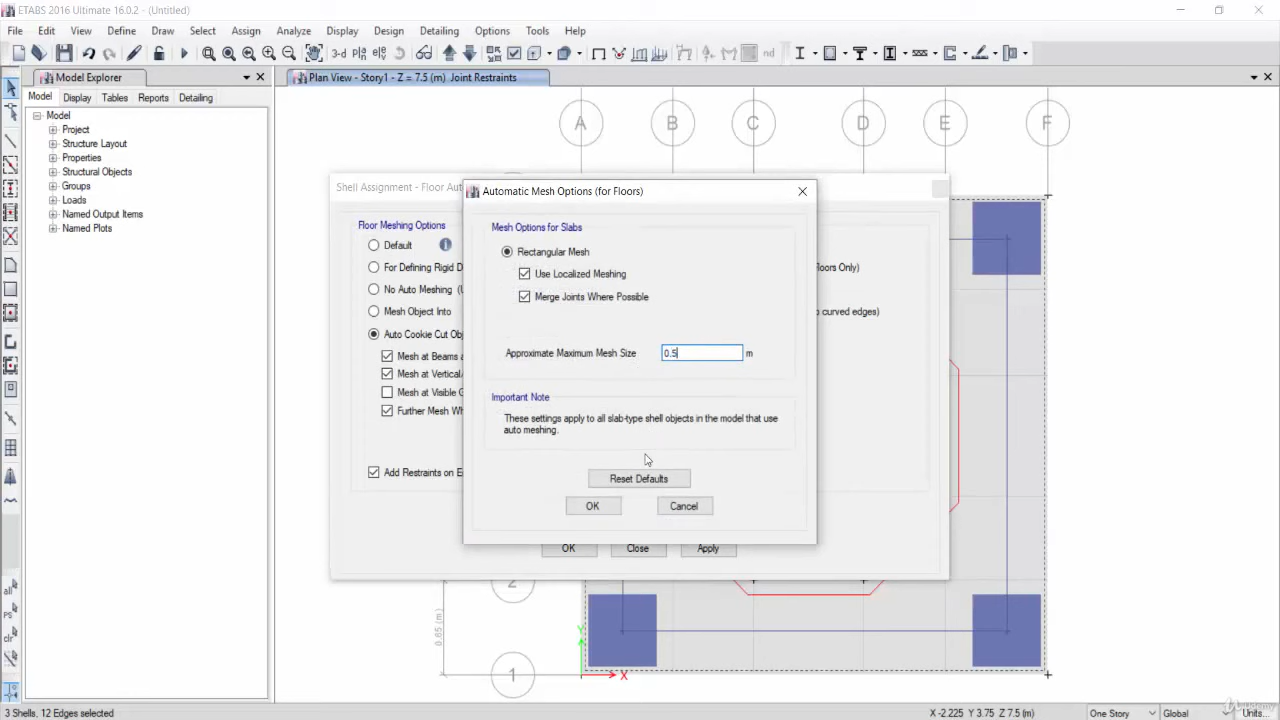 ETABS 2016 Ultimate 16.0.2 - (Untitled)
File Edit View Define Draw Select Assign Analyze Display Design Detailing Options Tools Help
3-d nd
Model Explorer
Plan View - Story1 - Z = 7.5 (m) Joint Restraints
Model Display Tables Reports Detailing
Model
Project
Structure Layout
Properties
Structural Objects
Groups
Loads
Named Output Items
Named Plots
A B C D E F
Shell Assignment - Floor Aut
Floor Meshing Options
Default
For Defining Rigid D
No Auto Meshing (U
Mesh Object Into
Auto Cookie Cut Obj
Mesh at Beams a
Mesh at Vertical/
Mesh at Visible G
Further Mesh Wh
Add Restraints on E
loors Only)
o curved edges)
OK Close Apply
Automatic Mesh Options (for Floors)
Mesh Options for Slabs
Rectangular Mesh
Use Localized Meshing
Merge Joints Where Possible
Approximate Maximum Mesh Size 0.5 m
Important Note
These settings apply to all slab-type shell objects in the model that use
auto meshing.
Reset Defaults
OK Cancel
2
0.65 (m)
1
Y
X
all
PS
clr
3 Shells, 12 Edges selected
X -2.225 Y 3.75 Z 7.5 (m)
One Story Global Units...